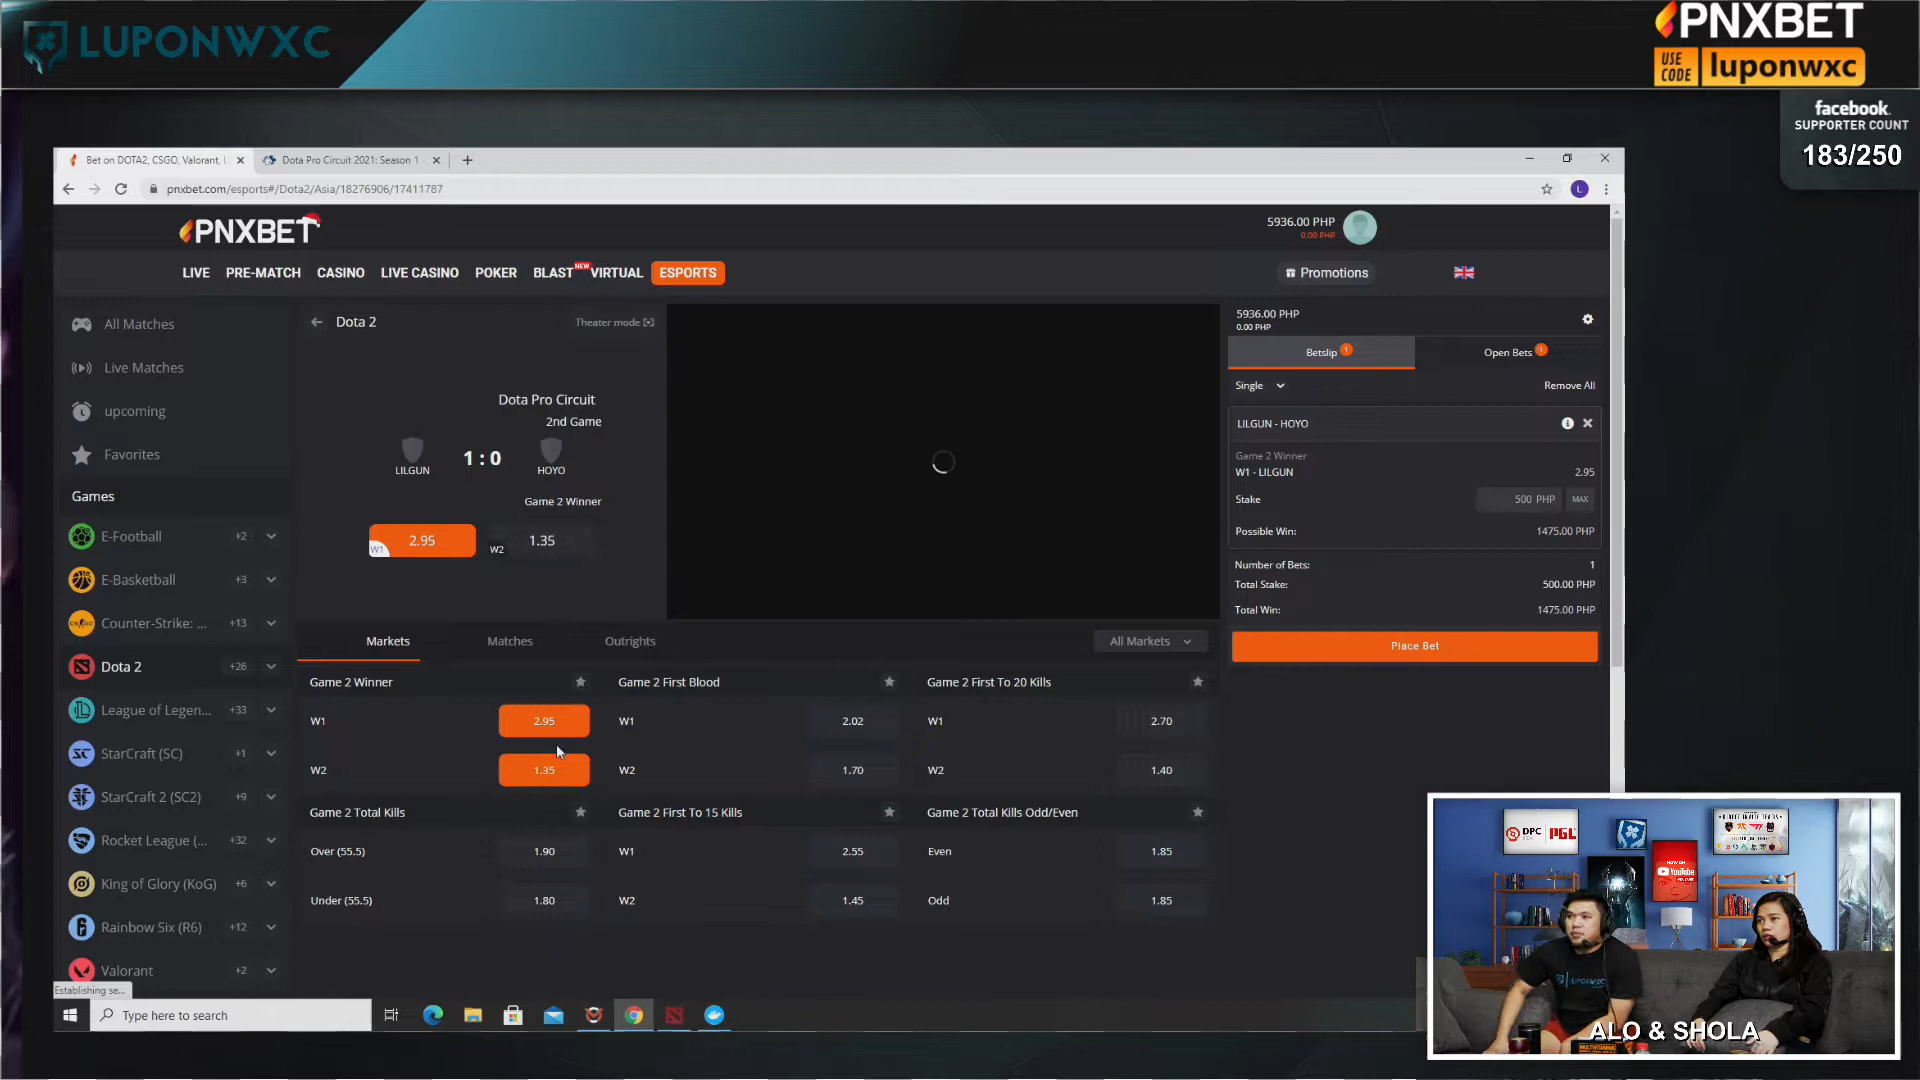 LUPONWXC
PNXBET
USE CODE luponwxc
facebook
SUPPORTER COUNT
183/250
Bet on DOTA2, CSGO, Valorant, L
Dota Pro Circuit 2021: Season 1
pnxbet.com/esports#/Dota2/Asia/18276906/17411787
L
PNXBET
5936.00 PHP
0.00 PHP
LIVE PRE-MATCH CASINO LIVE CASINO POKER BLAST NEW VIRTUAL ESPORTS
Promotions
All Matches
Live Matches
upcoming
Favorites
Games
E-Football +2
E-Basketball +3
Counter-Strike: ... +13
Dota 2 +26
League of Legen... +33
StarCraft (SC) +1
StarCraft 2 (SC2) +9
Rocket League (... +32
King of Glory (KoG) +6
Rainbow Six (R6) +12
Valorant +2
Establishing se...
Dota 2
Theater mode
Dota Pro Circuit
2nd Game
LILGUN 1 : 0 HOYO
Game 2 Winner
W1 2.95 W2 1.35
Markets Matches Outrights All Markets
Game 2 Winner
W1 2.95
W2 1.35
Game 2 First Blood
W1 2.02
W2 1.70
Game 2 First To 20 Kills
W1 2.70
W2 1.40
Game 2 Total Kills
Over (55.5) 1.90
Under (55.5) 1.80
Game 2 First To 15 Kills
W1 2.55
W2 1.45
Game 2 Total Kills Odd/Even
Even 1.85
Odd 1.85
5936.00 PHP
0.00 PHP
Betslip 1
Open Bets 1
Single
Remove All
LILGUN - HOYO
Game 2 Winner
W1 - LILGUN 2.95
Stake 500 PHP MAX
Possible Win: 1475.00 PHP
Number of Bets: 1
Total Stake: 500.00 PHP
Total Win: 1475.00 PHP
Place Bet
Type here to search
DPC
PGL
DIRECT INVITE TEAMS
NOW ON
YouTube
LUPONWXC
MULTIVITAMINS
ALO & SHOLA